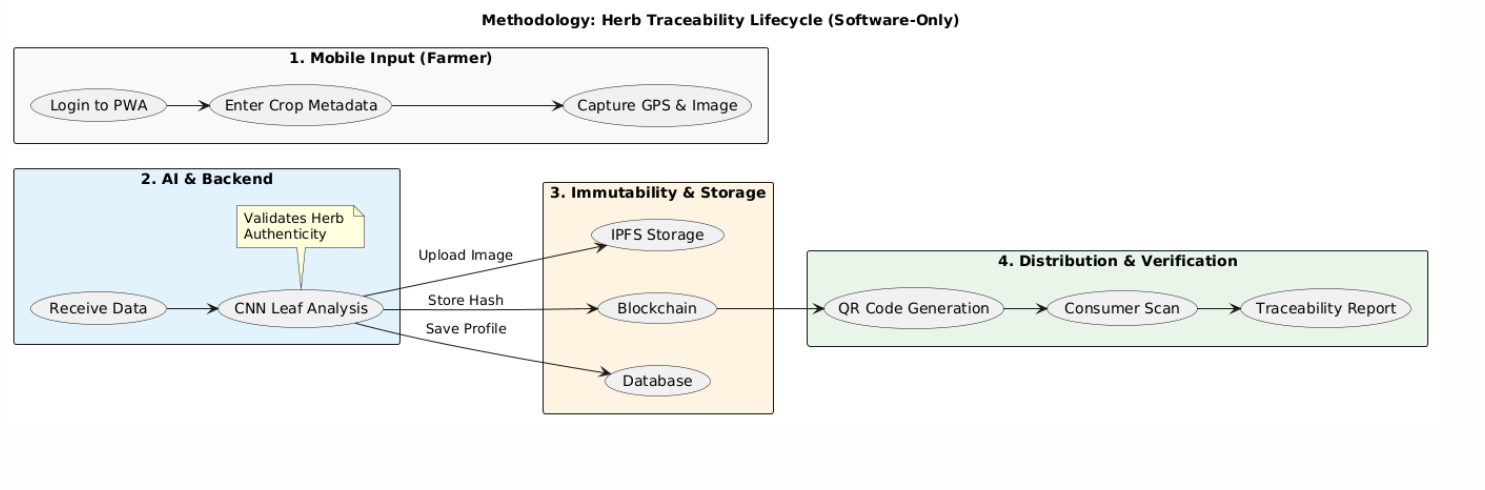 Methodology: Herb Traceability Lifecycle (Software-Only)
1. Mobile Input (Farmer)
Login to PWA
Enter Crop Metadata
Capture GPS & Image
2. AI & Backend
Validates Herb
Authenticity
Receive Data
CNN Leaf Analysis
Upload Image
Store Hash
Save Profile
3. Immutability & Storage
IPFS Storage
Blockchain
Database
4. Distribution & Verification
QR Code Generation
Consumer Scan
Traceability Report